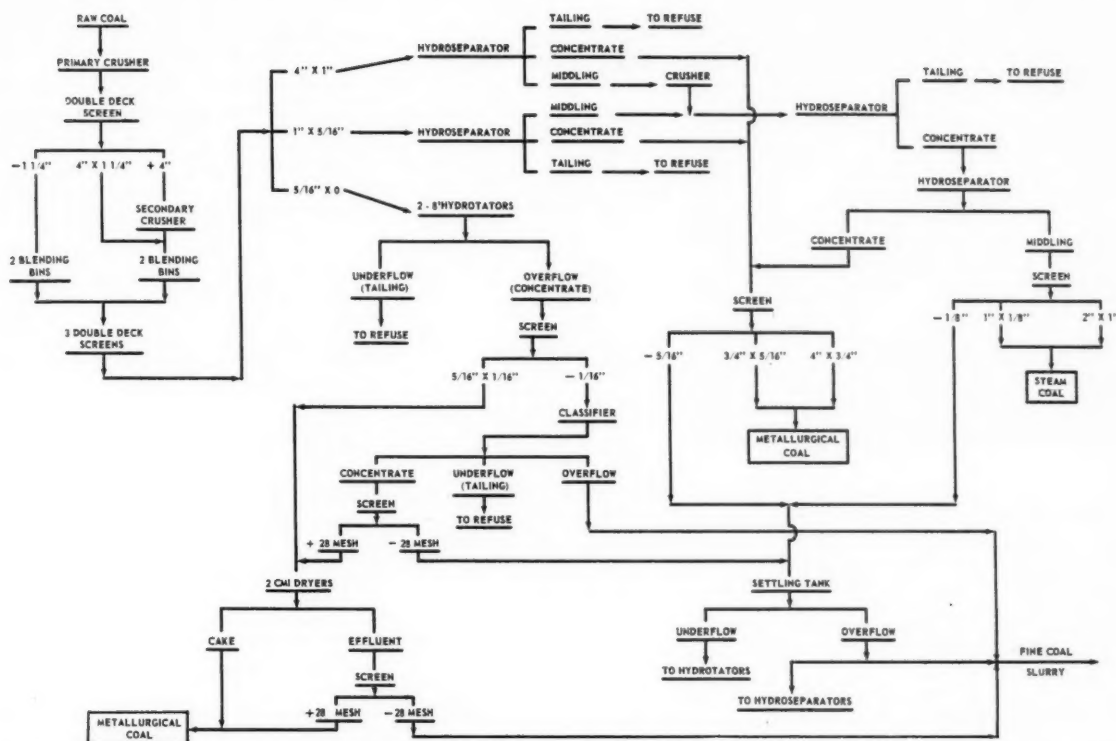 RAW COAL
PRIMARY CRUSHER
DOUBLE DECK
SCREEN
−1 1/4"
4" X 1 1/4"
+ 4"
SECONDARY
CRUSHER
2 BLENDING
BINS
2 BLENDING
BINS
3 DOUBLE DECK
SCREENS
4" X 1"
1" X 5/16"
5/16" X 0
HYDROSEPARATOR
TAILING
TO REFUSE
CONCENTRATE
MIDDLING
CRUSHER
HYDROSEPARATOR
MIDDLING
CONCENTRATE
TAILING
TO REFUSE
HYDROSEPARATOR
TAILING
TO REFUSE
CONCENTRATE
HYDROSEPARATOR
CONCENTRATE
MIDDLING
SCREEN
−1/8"
1" X 1/8"
2" X 1"
STEAM
COAL
2 - 8' HYDROTATORS
UNDERFLOW
(TAILING)
TO REFUSE
OVERFLOW
(CONCENTRATE)
SCREEN
5/16" X 1/16"
− 1/16"
CLASSIFIER
CONCENTRATE
UNDERFLOW
(TAILING)
OVERFLOW
SCREEN
TO REFUSE
+ 28 MESH
− 28 MESH
SCREEN
− 5/16"
3/4" X 5/16"
4" X 3/4"
METALLURGICAL
COAL
2 CMI DRYERS
CAKE
EFFLUENT
SCREEN
+28 MESH
−28 MESH
METALLURGICAL
COAL
SETTLING TANK
UNDERFLOW
OVERFLOW
TO HYDROTATORS
TO HYDROSEPARATORS
FINE COAL
SLURRY